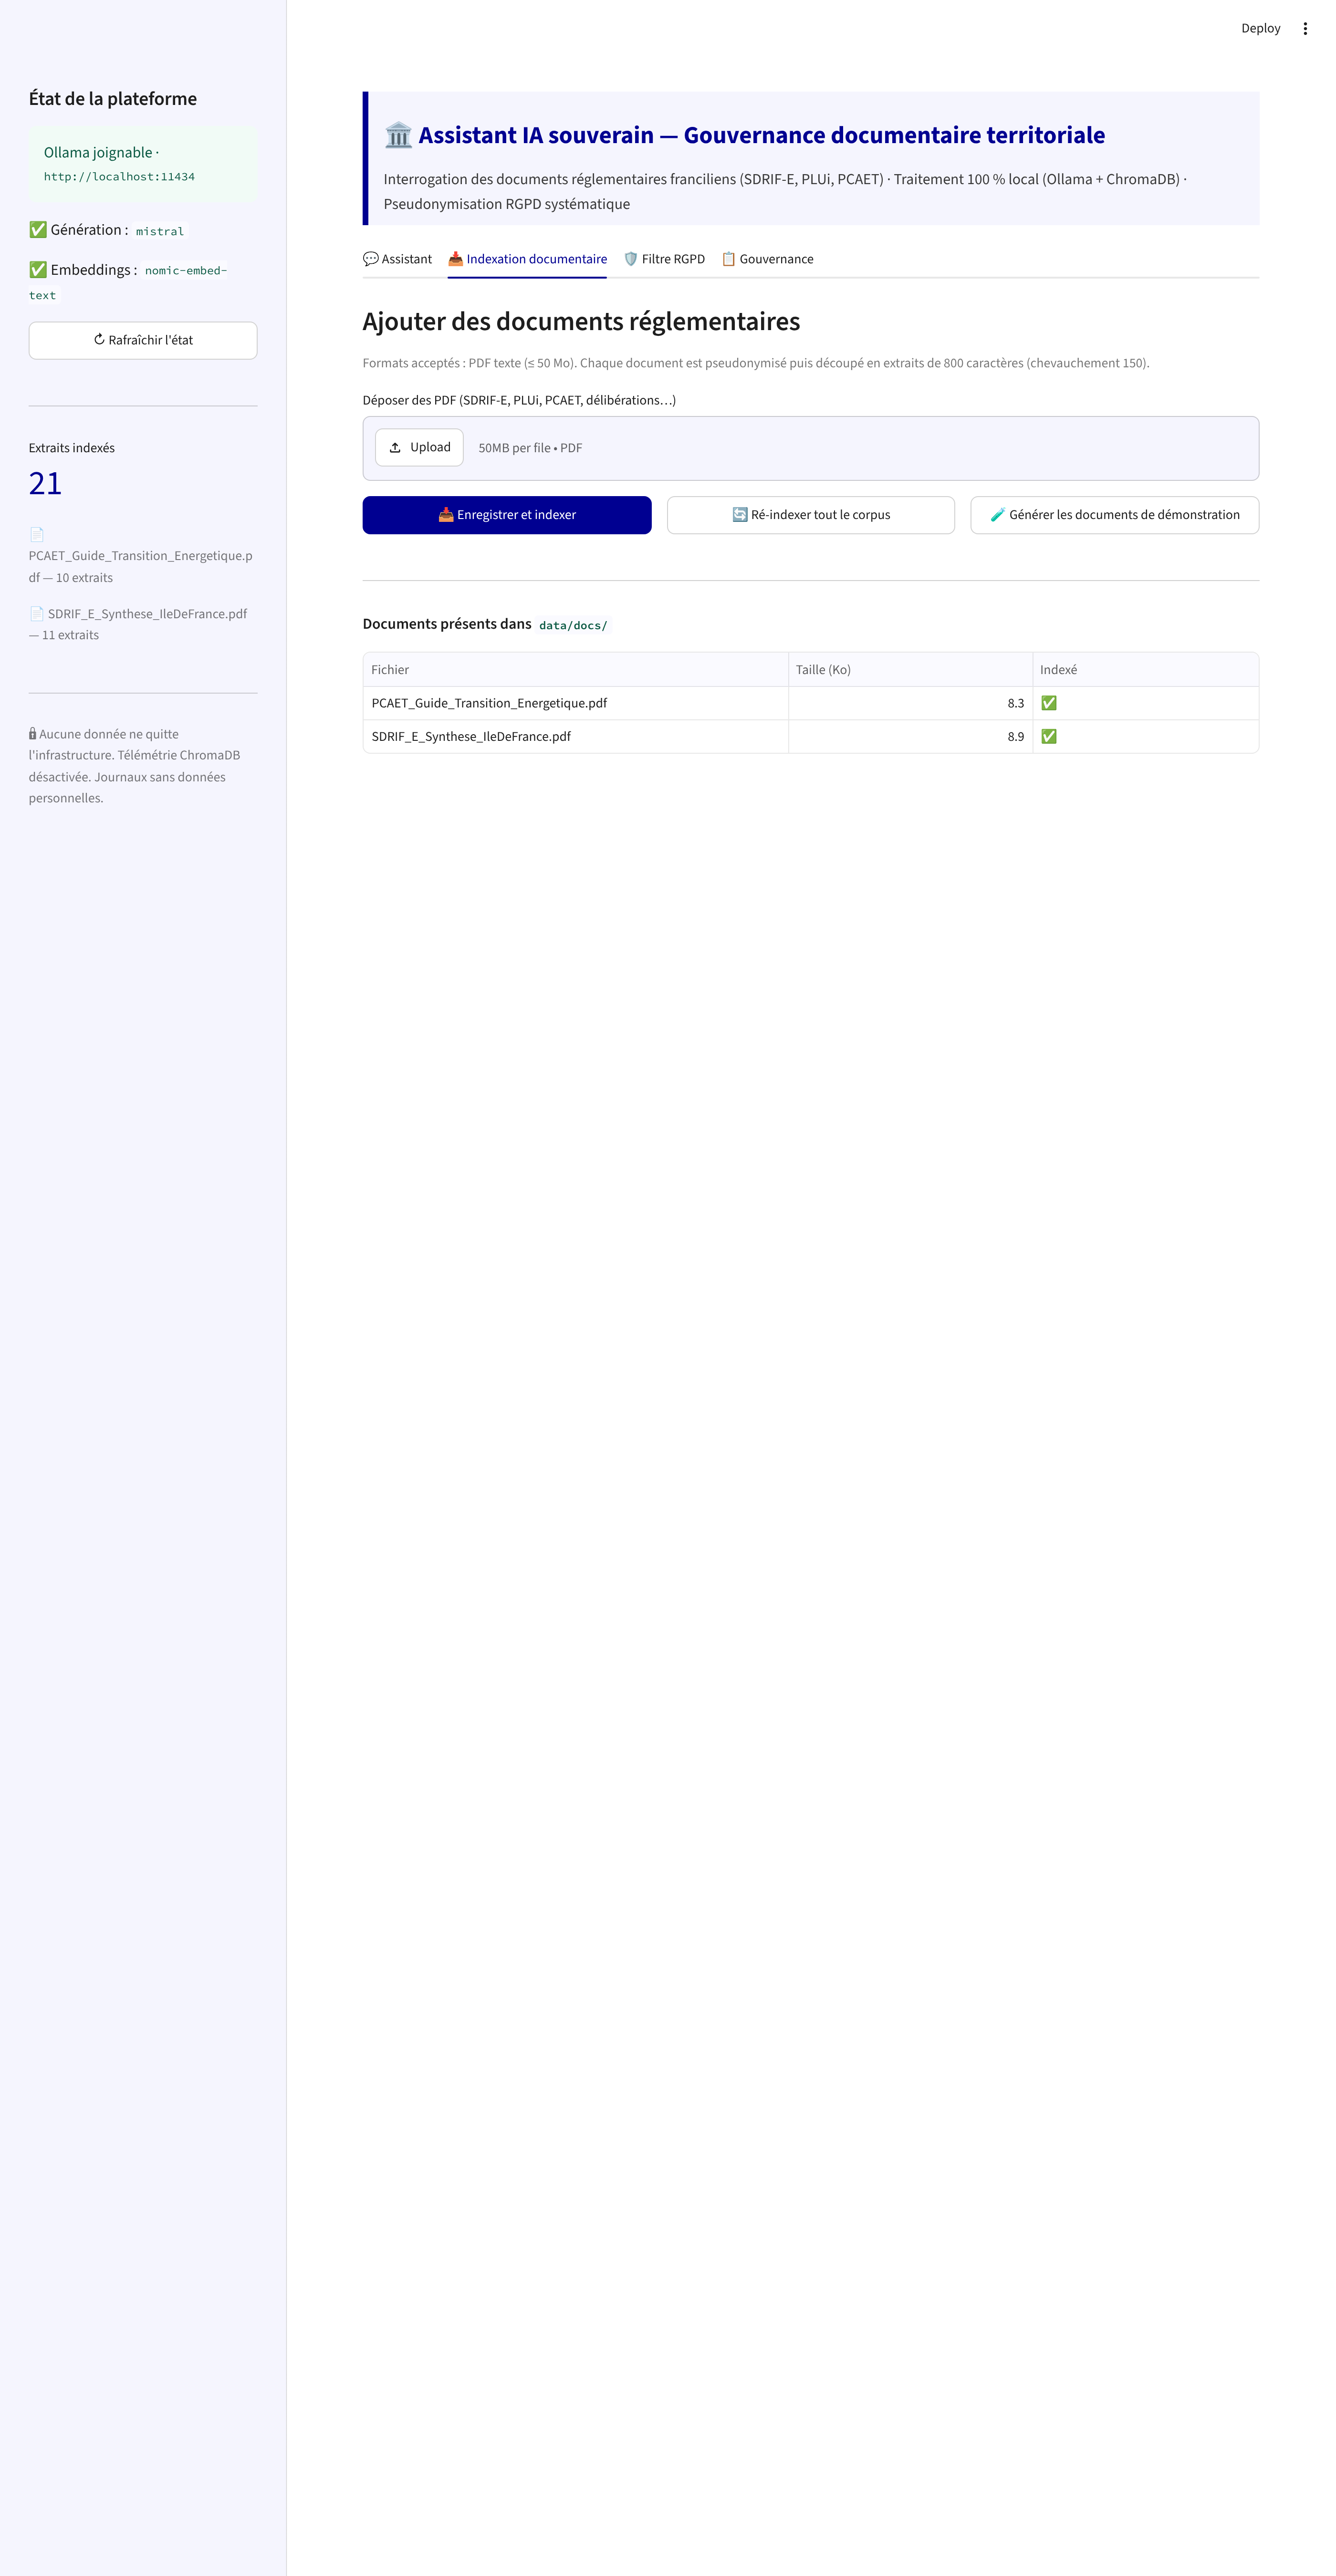 Deploy
État de la plateforme
Ollama joignable ·
http://localhost:11434
✅ Génération : mistral
✅ Embeddings : nomic-embed-
text
↻ Rafraîchir l'état
Extraits indexés
21
📄
PCAET_Guide_Transition_Energetique.p
df — 10 extraits
📄 SDRIF_E_Synthese_IleDeFrance.pdf
— 11 extraits
🔒 Aucune donnée ne quitte
l'infrastructure. Télémétrie ChromaDB
désactivée. Journaux sans données
personnelles.
🏛️ Assistant IA souverain — Gouvernance documentaire territoriale
Interrogation des documents réglementaires franciliens (SDRIF-E, PLUi, PCAET) · Traitement 100 % local (Ollama + ChromaDB) ·
Pseudonymisation RGPD systématique
💬 Assistant 📥 Indexation documentaire 🛡️ Filtre RGPD 📋 Gouvernance
Ajouter des documents réglementaires
Formats acceptés : PDF texte (≤ 50 Mo). Chaque document est pseudonymisé puis découpé en extraits de 800 caractères (chevauchement 150).
Déposer des PDF (SDRIF-E, PLUi, PCAET, délibérations…)
Upload 50MB per file • PDF
📥 Enregistrer et indexer 🔄 Ré-indexer tout le corpus 🧪 Générer les documents de démonstration
Documents présents dans data/docs/
Fichier Taille (Ko) Indexé
PCAET_Guide_Transition_Energetique.pdf 8.3 ✅
SDRIF_E_Synthese_IleDeFrance.pdf 8.9 ✅